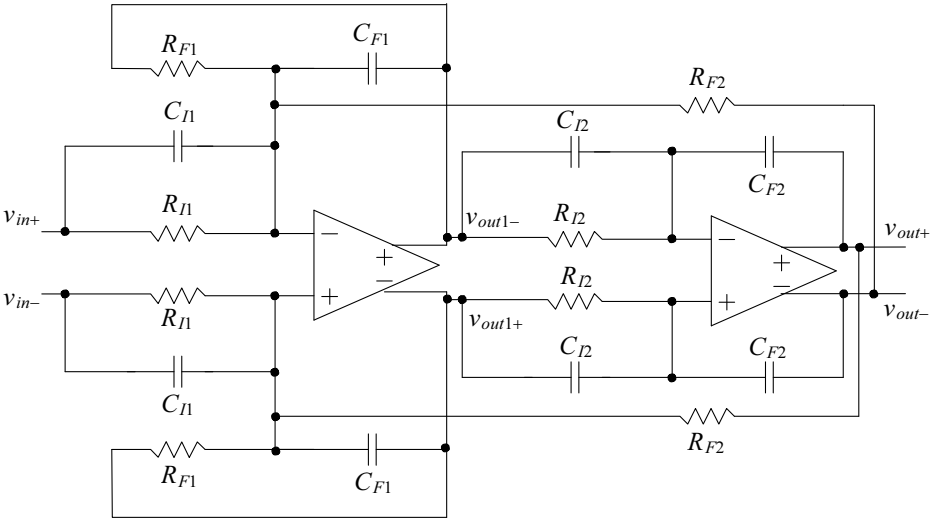 R_F1
C_F1
R_F2
C_I1
C_I2
C_F2
v_in+
R_I1
v_out1−
R_I2
v_out+
−
+
−
+
−
+
−
+
v_in−
R_I1
R_I2
v_out1+
v_out−
C_I1
C_I2
C_F2
R_F2
R_F1
C_F1